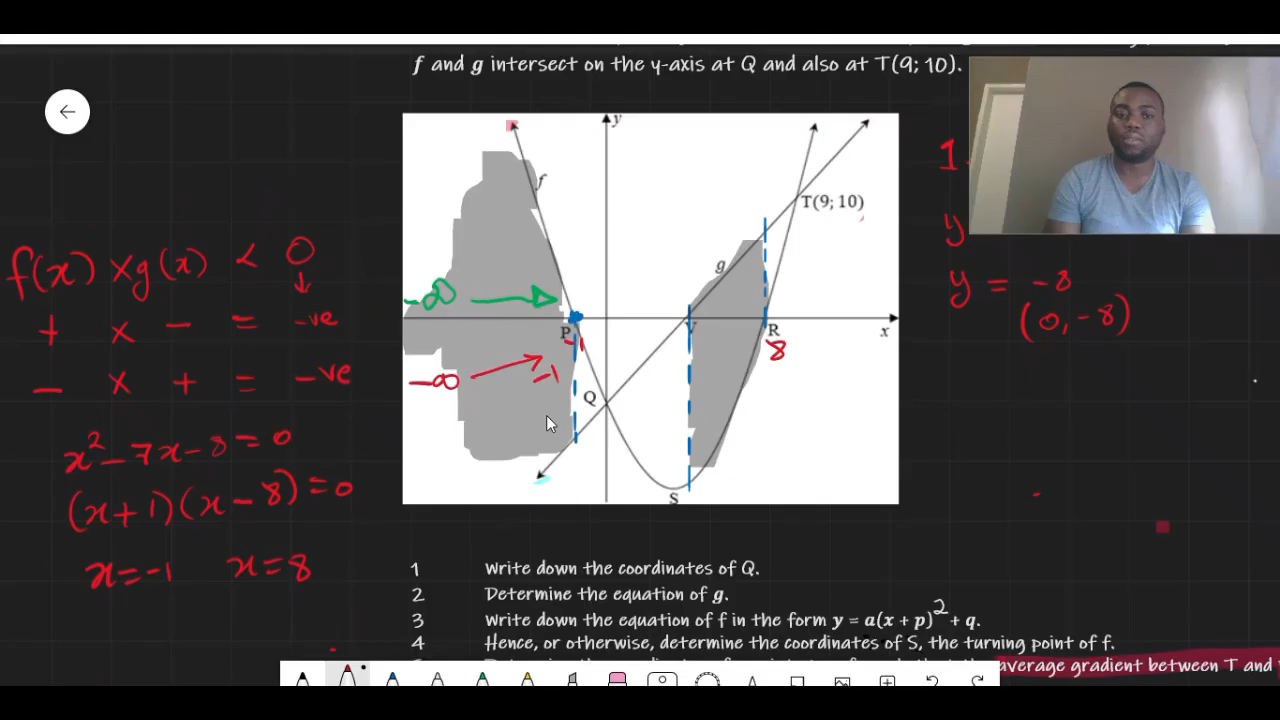 f and g intersect on the y-axis at Q and also at T(9; 10).
y
f
T(9; 10)
g
P
V
R
x
Q
S
-∞
-1
-∞
-1
8
f(x) × g(x) < 0
+ × - = -ve
- × + = -ve
x² - 7x - 8 = 0
(x + 1)(x - 8) = 0
x = -1 x = 8
1.
y
y = -8
(0, -8)
1 Write down the coordinates of Q.
2 Determine the equation of g.
3 Write down the equation of f in the form y = a(x + p)² + q.
4 Hence, or otherwise, determine the coordinates of S, the turning point of f.
average gradient between T and